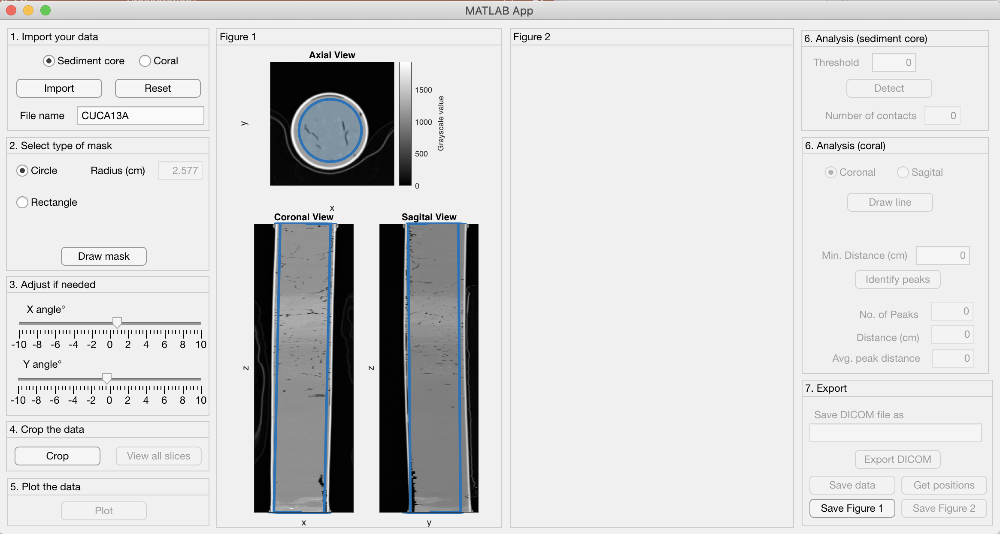 MATLAB App
1. Import your data
Sediment core
Coral
Import
Reset
File name
CUCA13A
2. Select type of mask
Circle
Radius (cm)
2.577
Rectangle
Draw mask
3. Adjust if needed
X angle°
-10 -8 -6 -4 -2 0 2 4 6 8 10
Y angle°
-10 -8 -6 -4 -2 0 2 4 6 8 10
4. Crop the data
Crop
View all slices
5. Plot the data
Plot
Figure 1
Axial View
y
1500
1000
500
0
Grayscale value
x
Coronal View
z
x
Sagital View
z
y
Figure 2
6. Analysis (sediment core)
Threshold
0
Detect
Number of contacts
0
6. Analysis (coral)
Coronal
Sagital
Draw line
Min. Distance (cm)
0
Identify peaks
No. of Peaks
0
Distance (cm)
0
Avg. peak distance
0
7. Export
Save DICOM file as
Export DICOM
Save data
Get positions
Save Figure 1
Save Figure 2